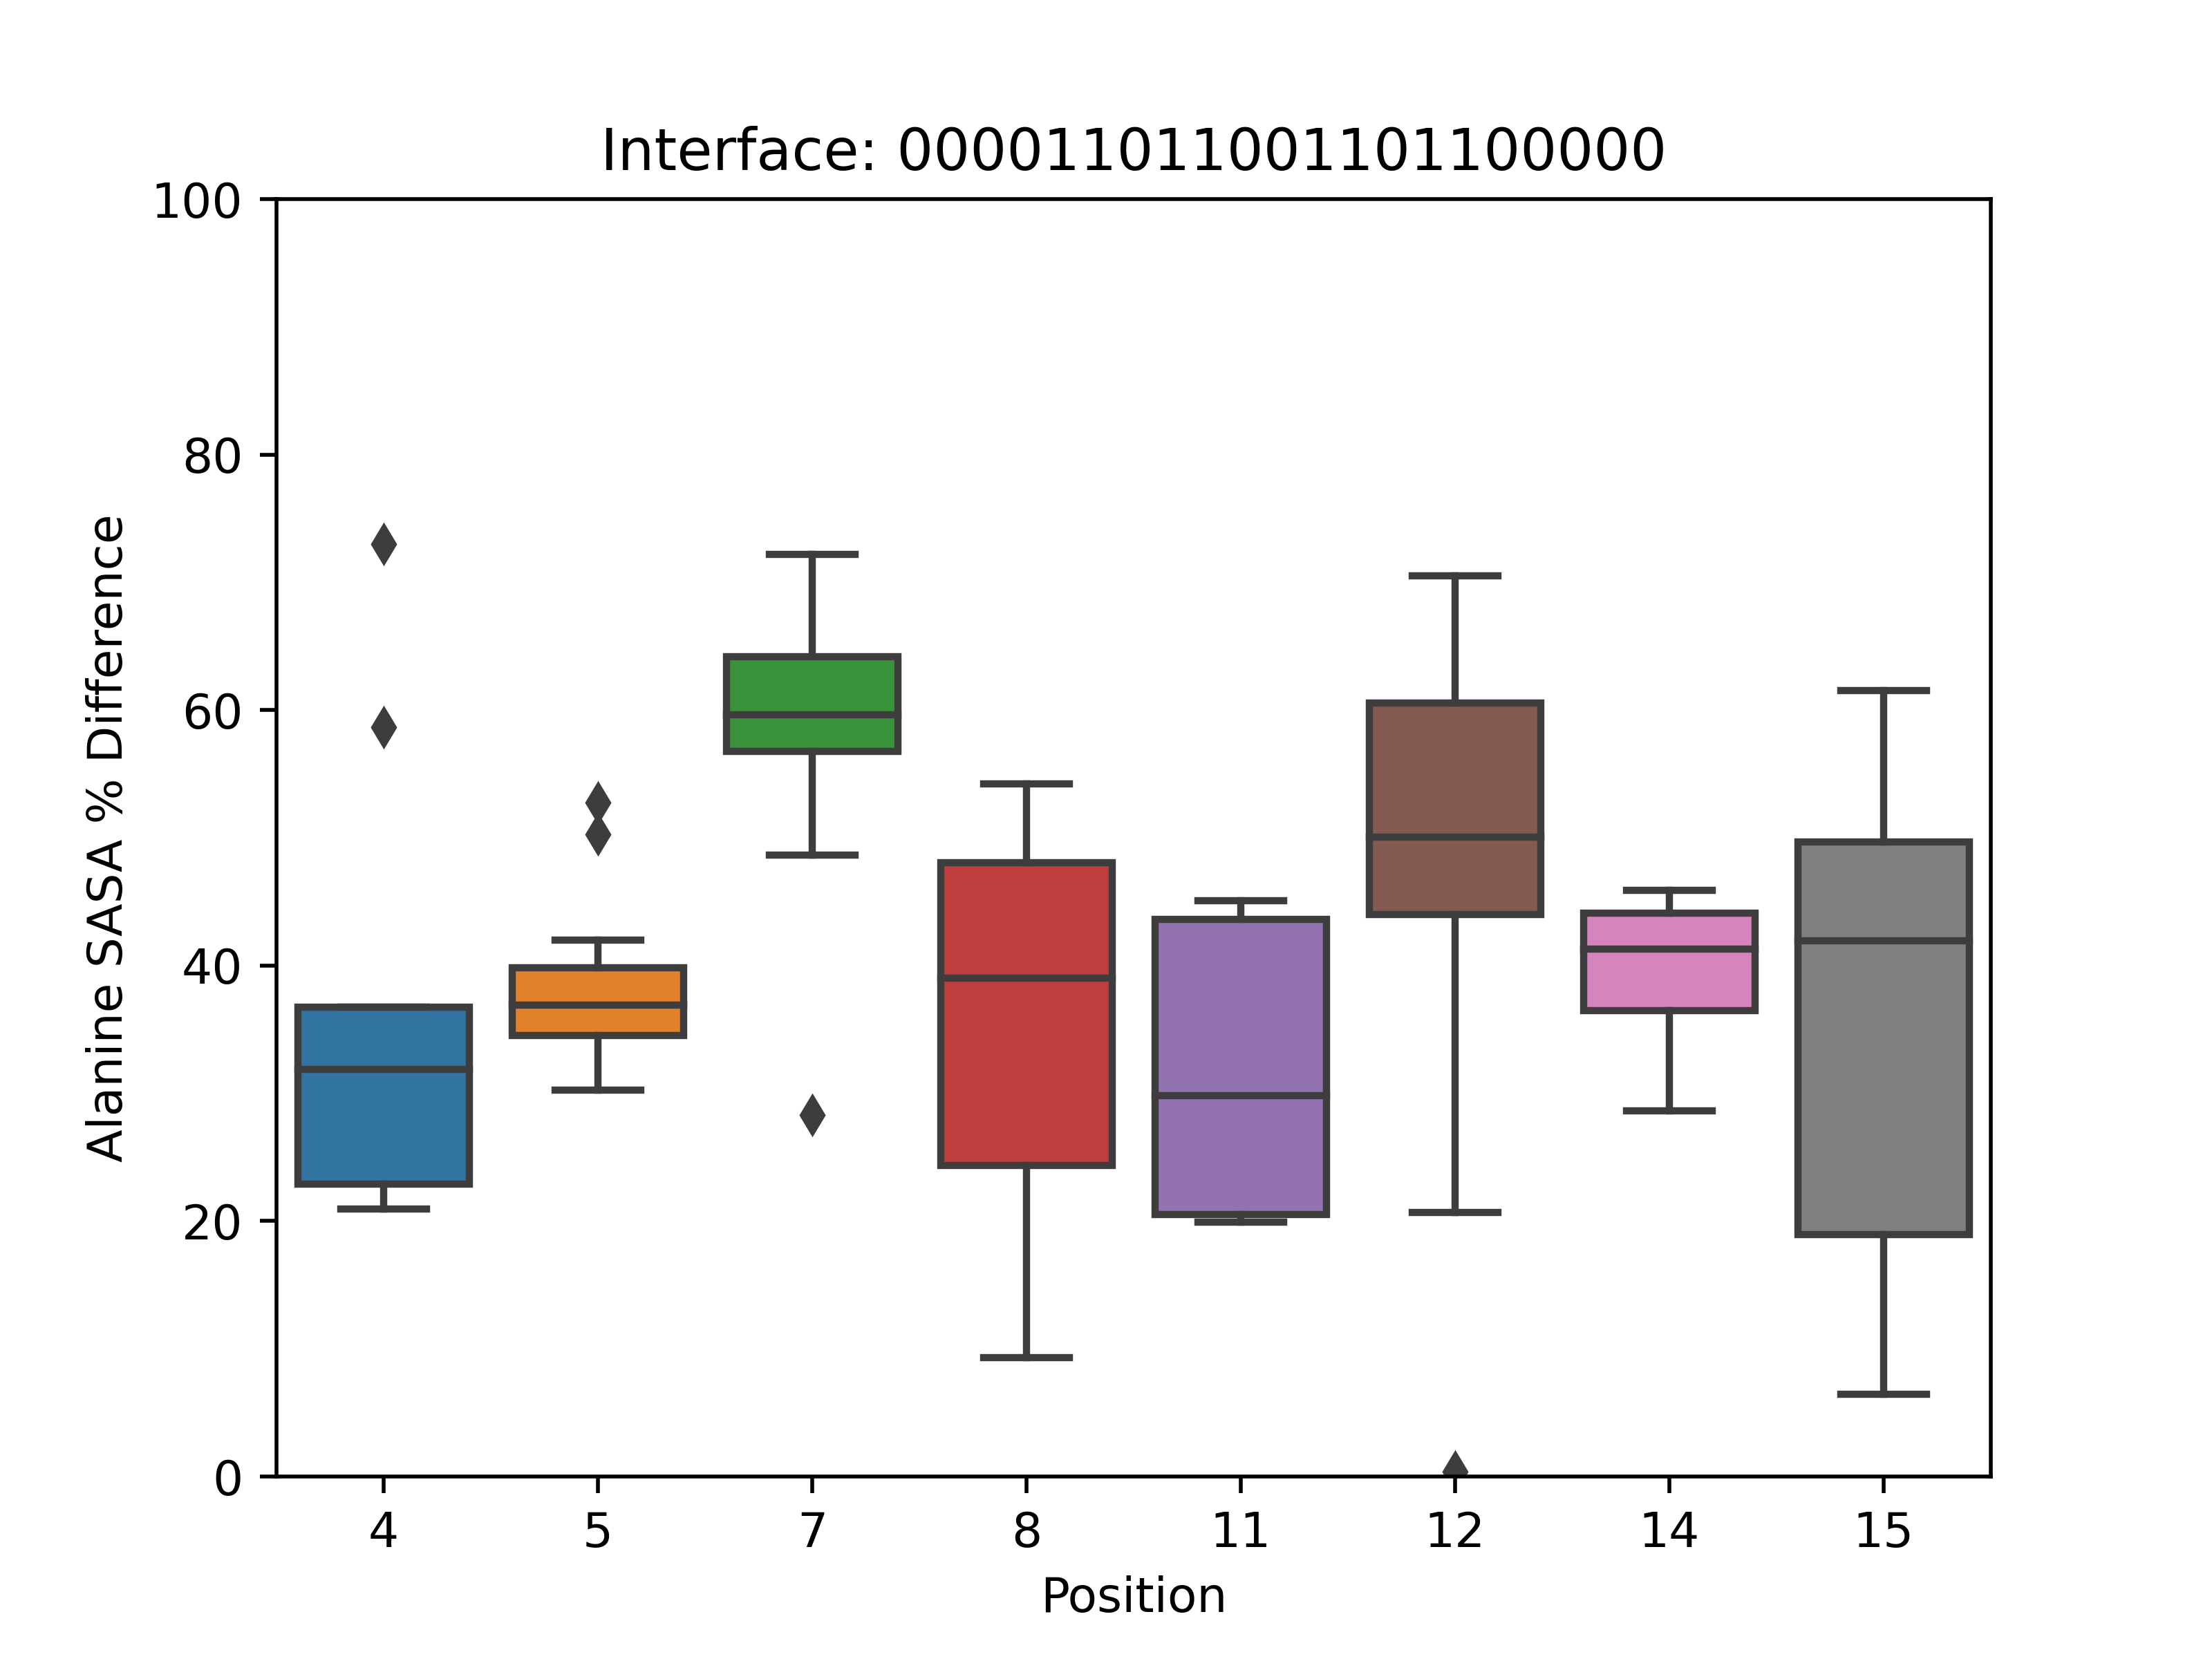 Interface: 000011011001101100000
100
80
60
40
20
0
Alanine SASA % Difference
4 5 7 8 11 12 14 15
Position